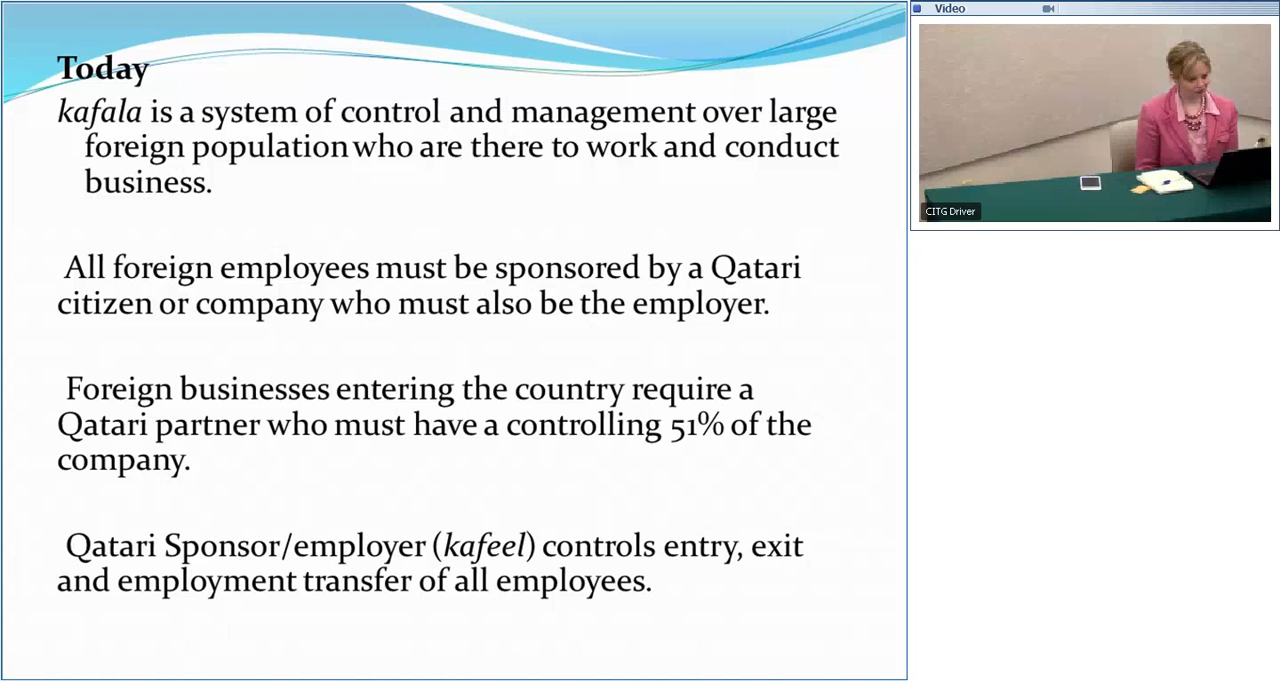 Today
kafala is a system of control and management over large
foreign population who are there to work and conduct
business.
All foreign employees must be sponsored by a Qatari
citizen or company who must also be the employer.
Foreign businesses entering the country require a
Qatari partner who must have a controlling 51% of the
company.
Qatari Sponsor/employer (kafeel) controls entry, exit
and employment transfer of all employees.
Video
CITG Driver